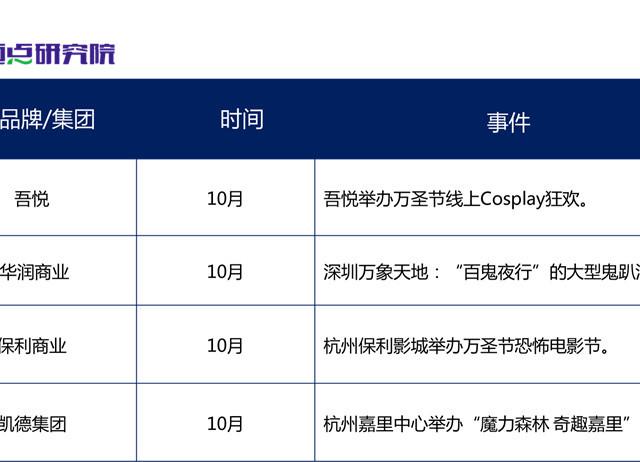 点研究院
品牌/集团 时间 事件
吾悦 10月 吾悦举办万圣节线上Cosplay狂欢。
华润商业 10月 深圳万象天地：“百鬼夜行”的大型鬼趴
保利商业 10月 杭州保利影城举办万圣节恐怖电影节。
凯德集团 10月 杭州嘉里中心举办“魔力森林 奇趣嘉里”